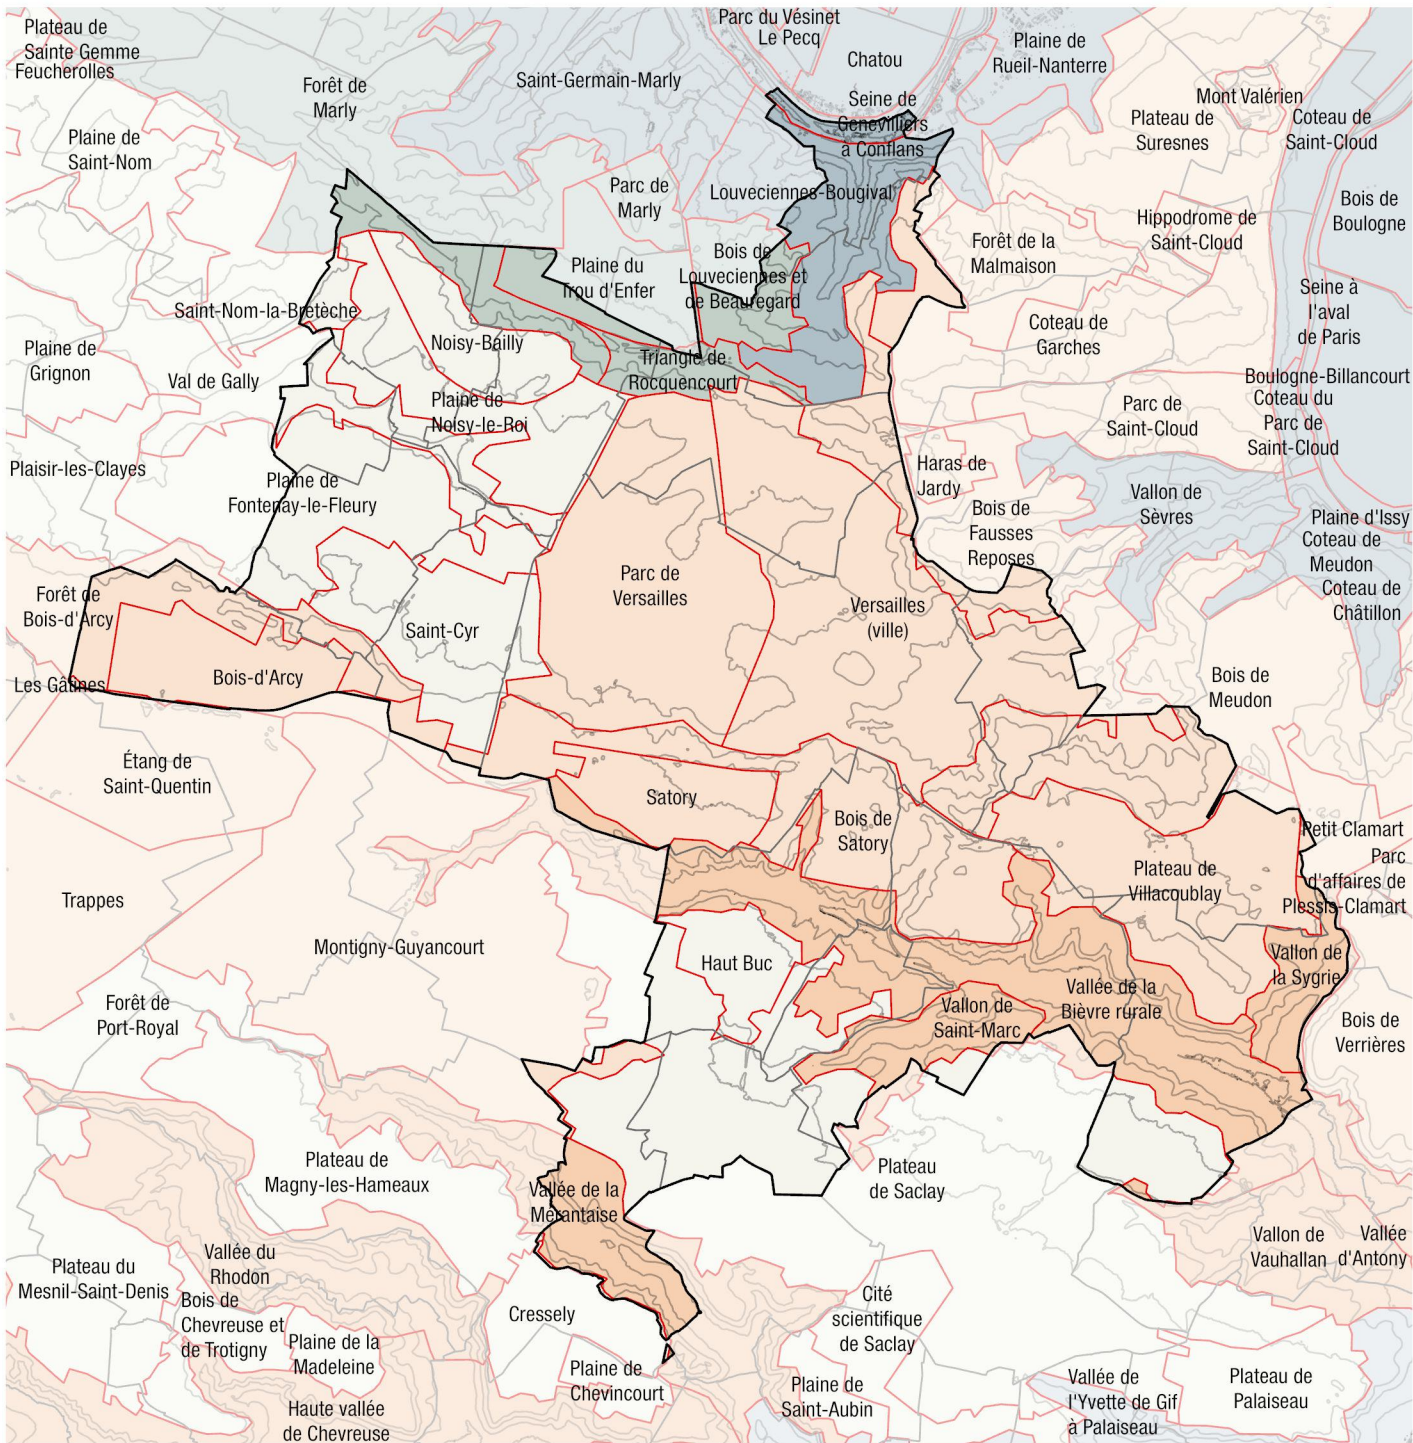 Plateau de
Sainte Gemme
Feucherolles
Forêt de
Marly
Saint-Germain-Marly
Parc du Vésinet
Le Pecq
Chatou
Plaine de
Rueil-Nanterre
Seine de
Genevilliers
à Conflans
Mont Valérien
Plateau de
Suresnes
Coteau de
Saint-Cloud
Plaine de
Saint-Nom
Parc de
Marly
Louveciennes-Bougival
Bois de
Boulogne
Hippodrome de
Saint-Cloud
Forêt de la
Malmaison
Bois de
Louveciennes et
de Beauregard
Plaine du
Trou d'Enfer
Saint-Nom-la-Bretèche
Seine à
l'aval
de Paris
Coteau de
Garches
Noisy-Bailly
Plaine de
Grignon
Val de Gally
Triangle de
Rocquencourt
Boulogne-Billancourt
Coteau du
Parc de
Saint-Cloud
Parc de
Saint-Cloud
Plaine de
Noisy-le-Roi
Plaisir-les-Clayes
Plaine de
Fontenay-le-Fleury
Haras de
Jardy
Vallon de
Sèvres
Bois de
Fausses
Reposes
Plaine d'Issy
Coteau de
Meudon
Coteau de
Châtillon
Forêt de
Bois-d'Arcy
Parc de
Versailles
Versailles
(ville)
Saint-Cyr
Bois-d'Arcy
Les Gâtines
Bois de
Meudon
Étang de
Saint-Quentin
Satory
Bois de
Satory
Petit Clamart
Parc
d'affaires de
Plessis-Clamart
Plateau de
Villacoublay
Trappes
Montigny-Guyancourt
Haut Buc
Vallon de
la Sygrie
Vallée de la
Bièvre rurale
Vallon de
Saint-Marc
Forêt de
Port-Royal
Bois de
Verrières
Plateau de
Magny-les-Hameaux
Plateau
de Saclay
Vallée de la
Mérantaise
Vallon de
Vauhallan
Vallée
d'Antony
Vallée du
Rhodon
Plateau du
Mesnil-Saint-Denis
Bois de
Chevreuse et
de Trotigny
Cressely
Cité
scientifique
de Saclay
Plaine de la
Madeleine
Plaine de
Chevincourt
Plaine de
Saint-Aubin
Vallée de
l'Yvette de Gif
à Palaiseau
Plateau de
Palaiseau
Haute vallée
de Chevreuse